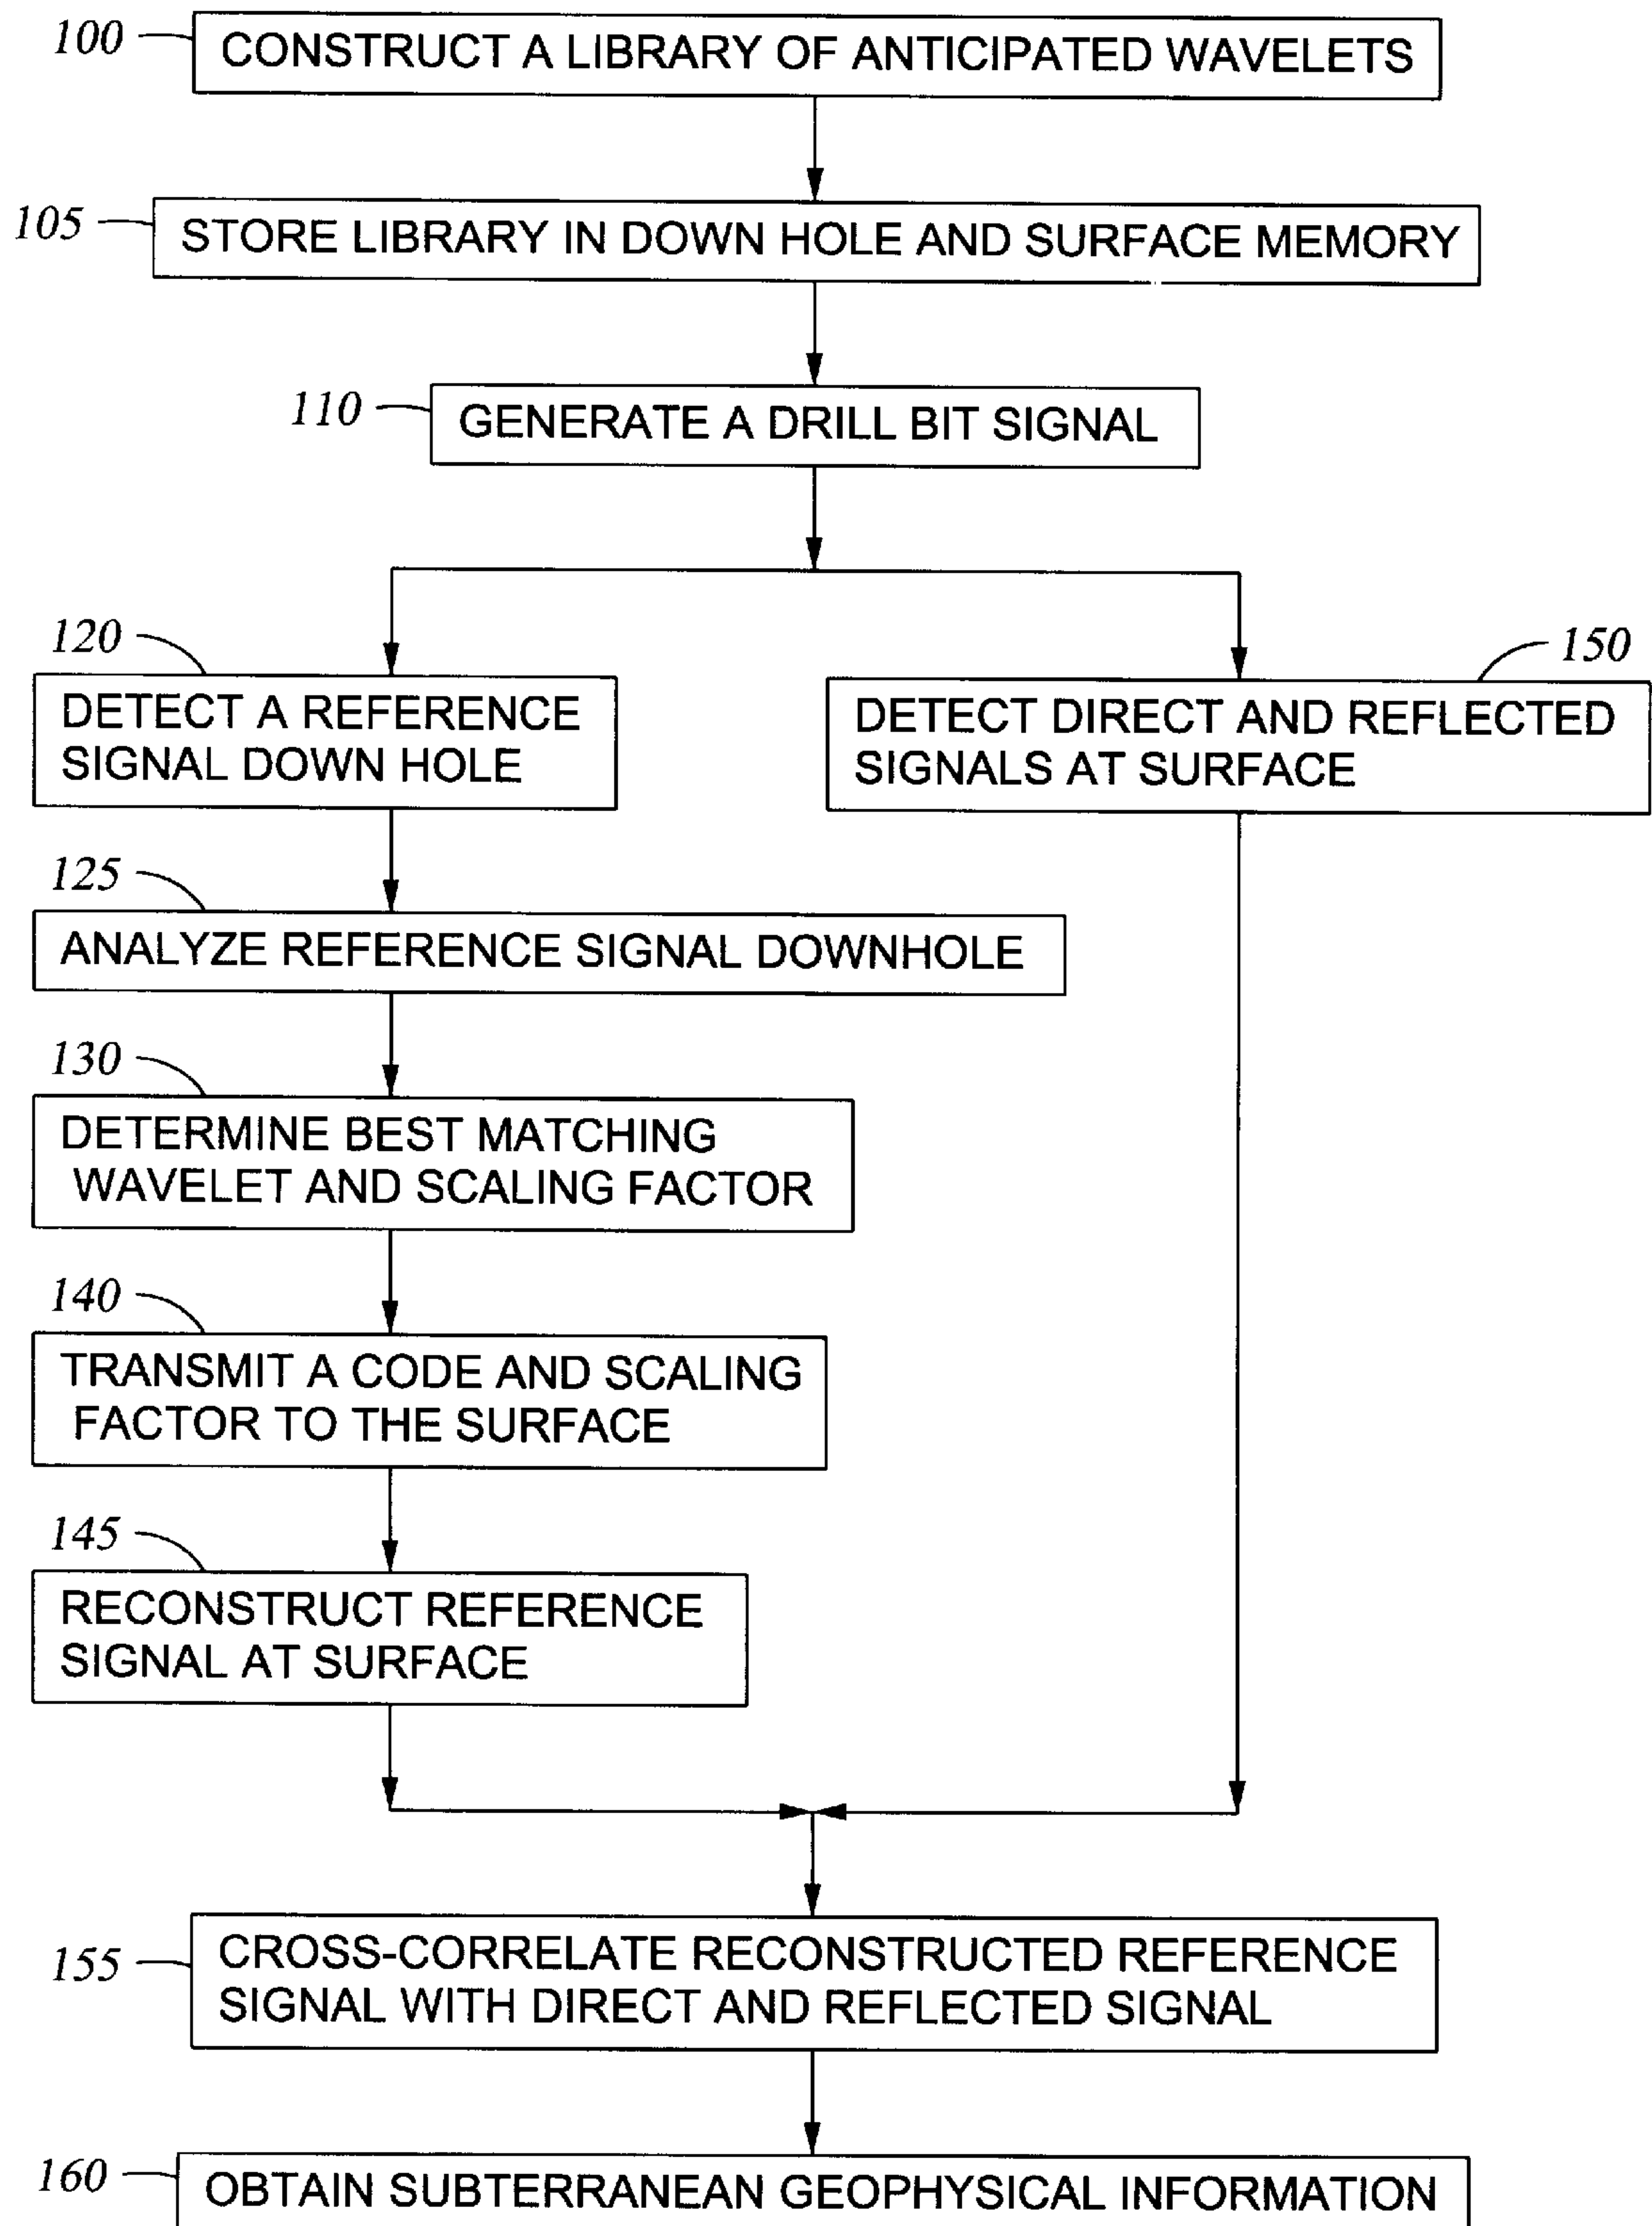 100 CONSTRUCT A LIBRARY OF ANTICIPATED WAVELETS
105 STORE LIBRARY IN DOWN HOLE AND SURFACE MEMORY
110 GENERATE A DRILL BIT SIGNAL
120
DETECT A REFERENCE
SIGNAL DOWN HOLE
150
DETECT DIRECT AND REFLECTED
SIGNALS AT SURFACE
125
ANALYZE REFERENCE SIGNAL DOWNHOLE
130
DETERMINE BEST MATCHING
WAVELET AND SCALING FACTOR
140
TRANSMIT A CODE AND SCALING
FACTOR TO THE SURFACE
145
RECONSTRUCT REFERENCE
SIGNAL AT SURFACE
155 CROSS-CORRELATE RECONSTRUCTED REFERENCE
SIGNAL WITH DIRECT AND REFLECTED SIGNAL
160 OBTAIN SUBTERRANEAN GEOPHYSICAL INFORMATION